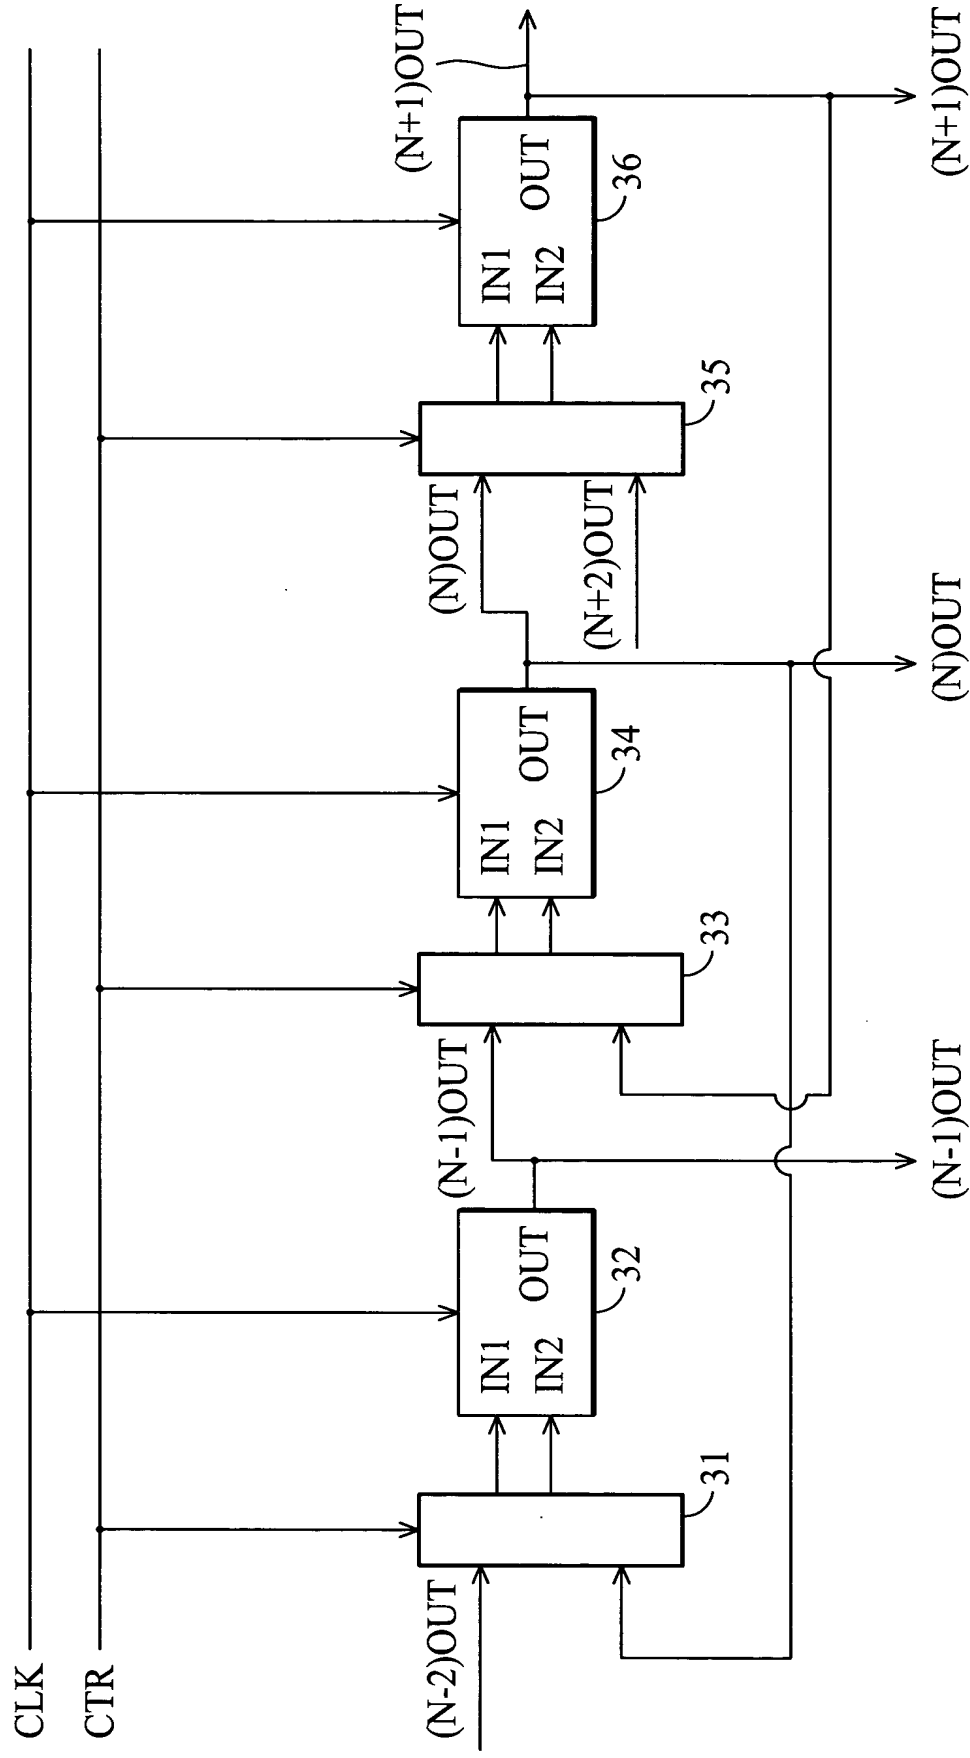 CLK
CTR
(N-2)OUT
31
IN1
IN2
OUT
32
(N-1)OUT
33
IN1
IN2
OUT
34
(N)OUT
(N+2)OUT
35
IN1
IN2
OUT
36
(N+1)OUT
(N-1)OUT
(N)OUT
(N+1)OUT